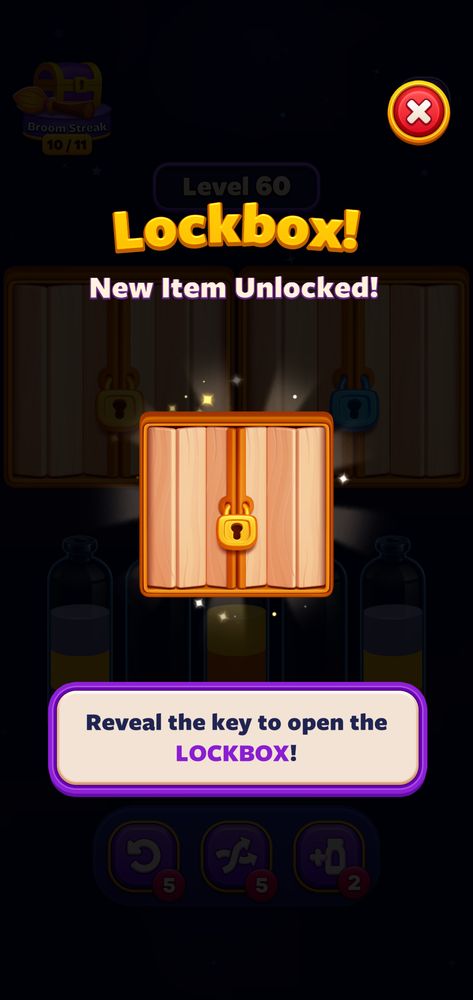 Broom Streak
10 / 11
Level 60
Lockbox!
New Item Unlocked!
Reveal the key to open the
LOCKBOX!
5
5
2